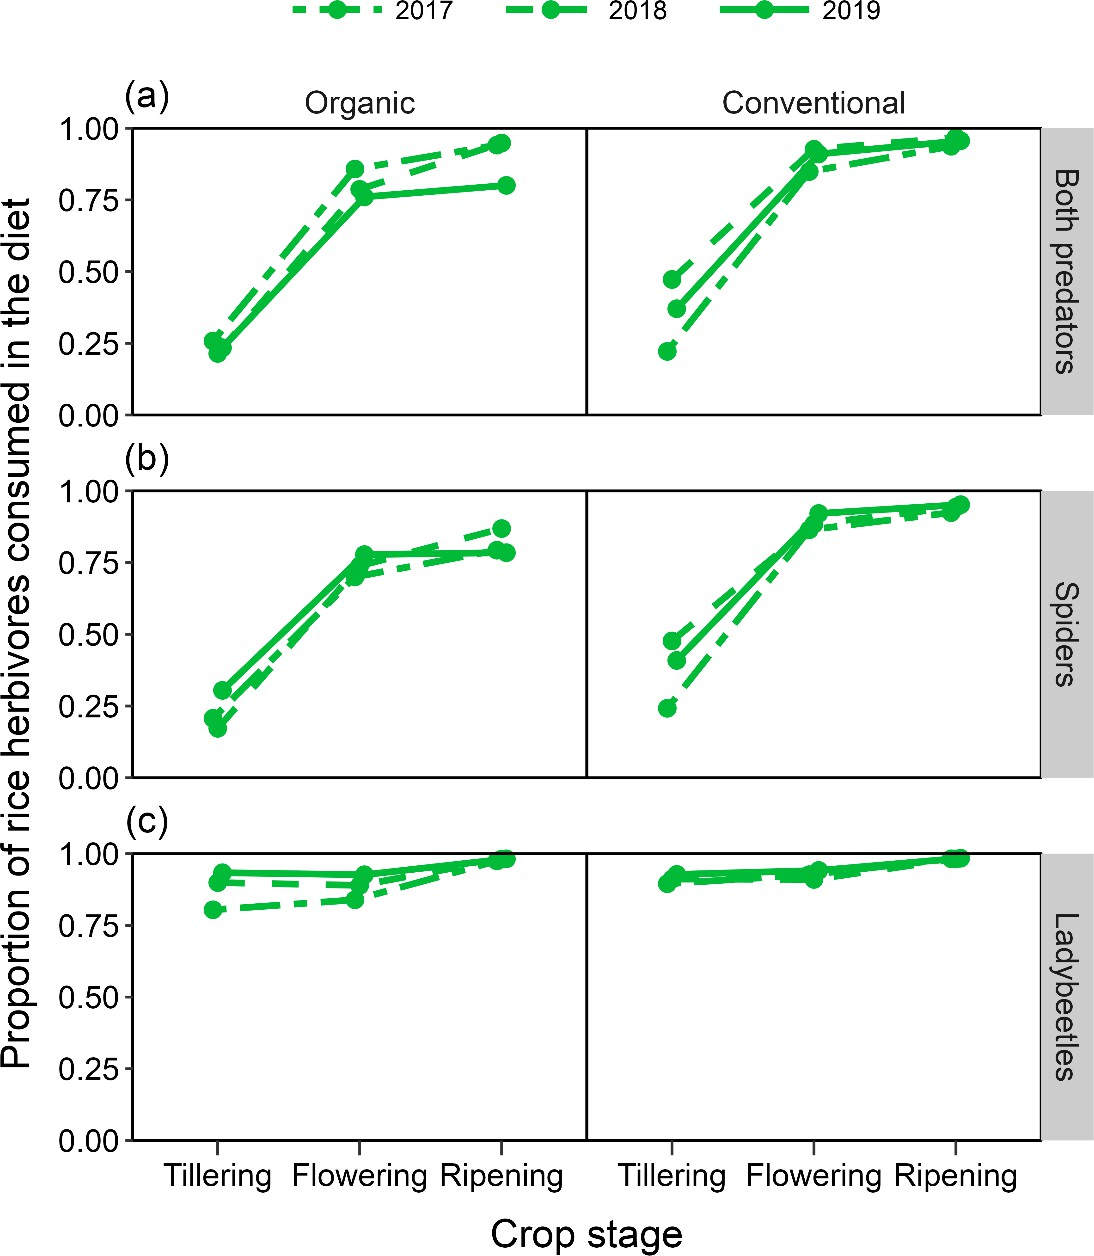 2017 2018 2019
(a)
Organic Conventional
1.00
0.75
0.50
0.25
0.00
Both predators
(b)
1.00
0.75
0.50
0.25
0.00
Spiders
(c)
1.00
0.75
0.50
0.25
0.00
Ladybeetles
Proportion of rice herbivores consumed in the diet
Tillering Flowering Ripening Tillering Flowering Ripening
Crop stage